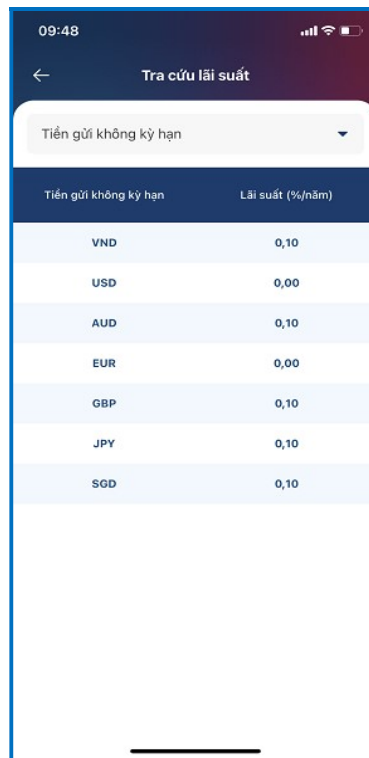 09:48
Tra cứu lãi suất
Tiền gửi không kỳ hạn
Tiền gửi không kỳ hạn Lãi suất (%/năm)
VND 0,10
USD 0,00
AUD 0,10
EUR 0,00
GBP 0,10
JPY 0,10
SGD 0,10